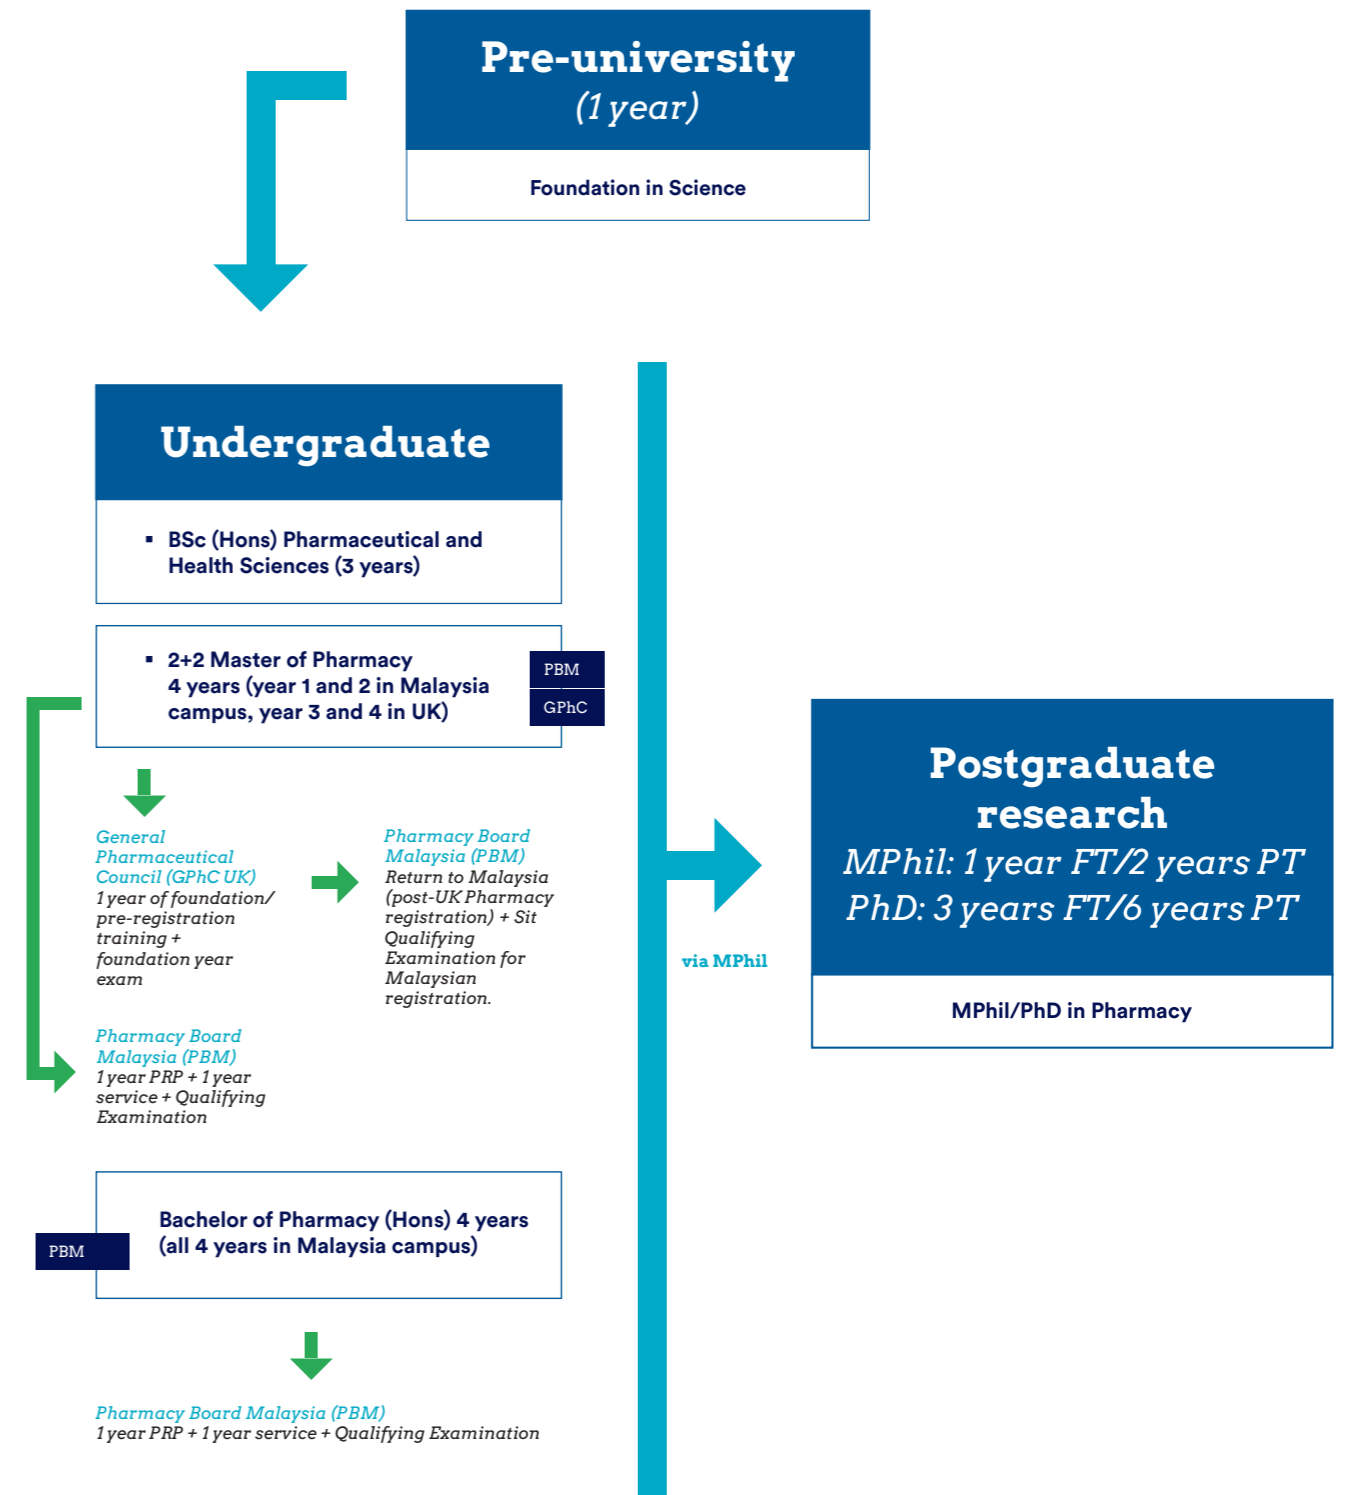 Pre-university
(1 year)
Foundation in Science
Undergraduate
▪ BSc (Hons) Pharmaceutical and
Health Sciences (3 years)
▪ 2+2 Master of Pharmacy
4 years (year 1 and 2 in Malaysia
campus, year 3 and 4 in UK)
PBM
GPhC
General
Pharmaceutical
Council (GPhC UK)
1 year of foundation/
pre-registration
training +
foundation year
exam
Pharmacy Board
Malaysia (PBM)
Return to Malaysia
(post-UK Pharmacy
registration) + Sit
Qualifying
Examination for
Malaysian
registration.
Pharmacy Board
Malaysia (PBM)
1 year PRP + 1 year
service + Qualifying
Examination
Bachelor of Pharmacy (Hons) 4 years
(all 4 years in Malaysia campus)
PBM
Pharmacy Board Malaysia (PBM)
1 year PRP + 1 year service + Qualifying Examination
via MPhil
Postgraduate
research
MPhil: 1 year FT/2 years PT
PhD: 3 years FT/6 years PT
MPhil/PhD in Pharmacy